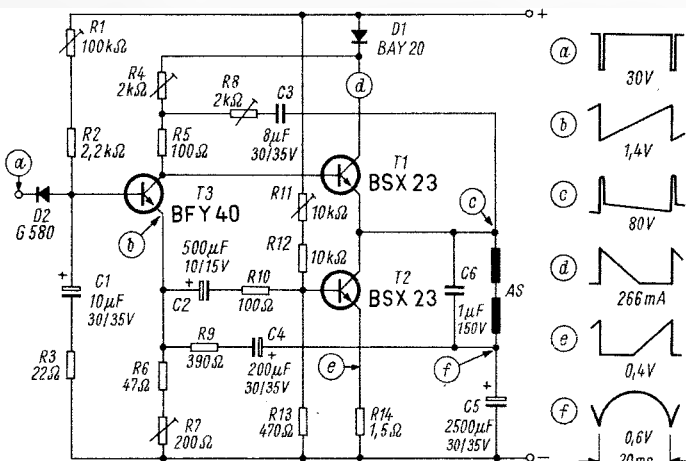 R1
100kΩ
R2
2,2kΩ
a
D2
G 580
C1
10µF
30/35V
R3
22Ω
R4
2kΩ
R8
2kΩ
C3
8µF
30/35V
R5
100Ω
T3
BFY 40
b
500µF
10/15V
C2
R10
100Ω
R9
390Ω
C4
200µF
30/35V
R6
47Ω
R7
200Ω
D1
BAY 20
d
T1
BSX 23
R11
10kΩ
R12
10kΩ
T2
BSX 23
c
C6
1µF
150V
AS
e
f
R13
470Ω
R14
1,5Ω
C5
2500µF
30/35V
+
−
a
30V
b
1,4V
c
80V
d
266mA
e
0,4V
f
0,6V
20ms